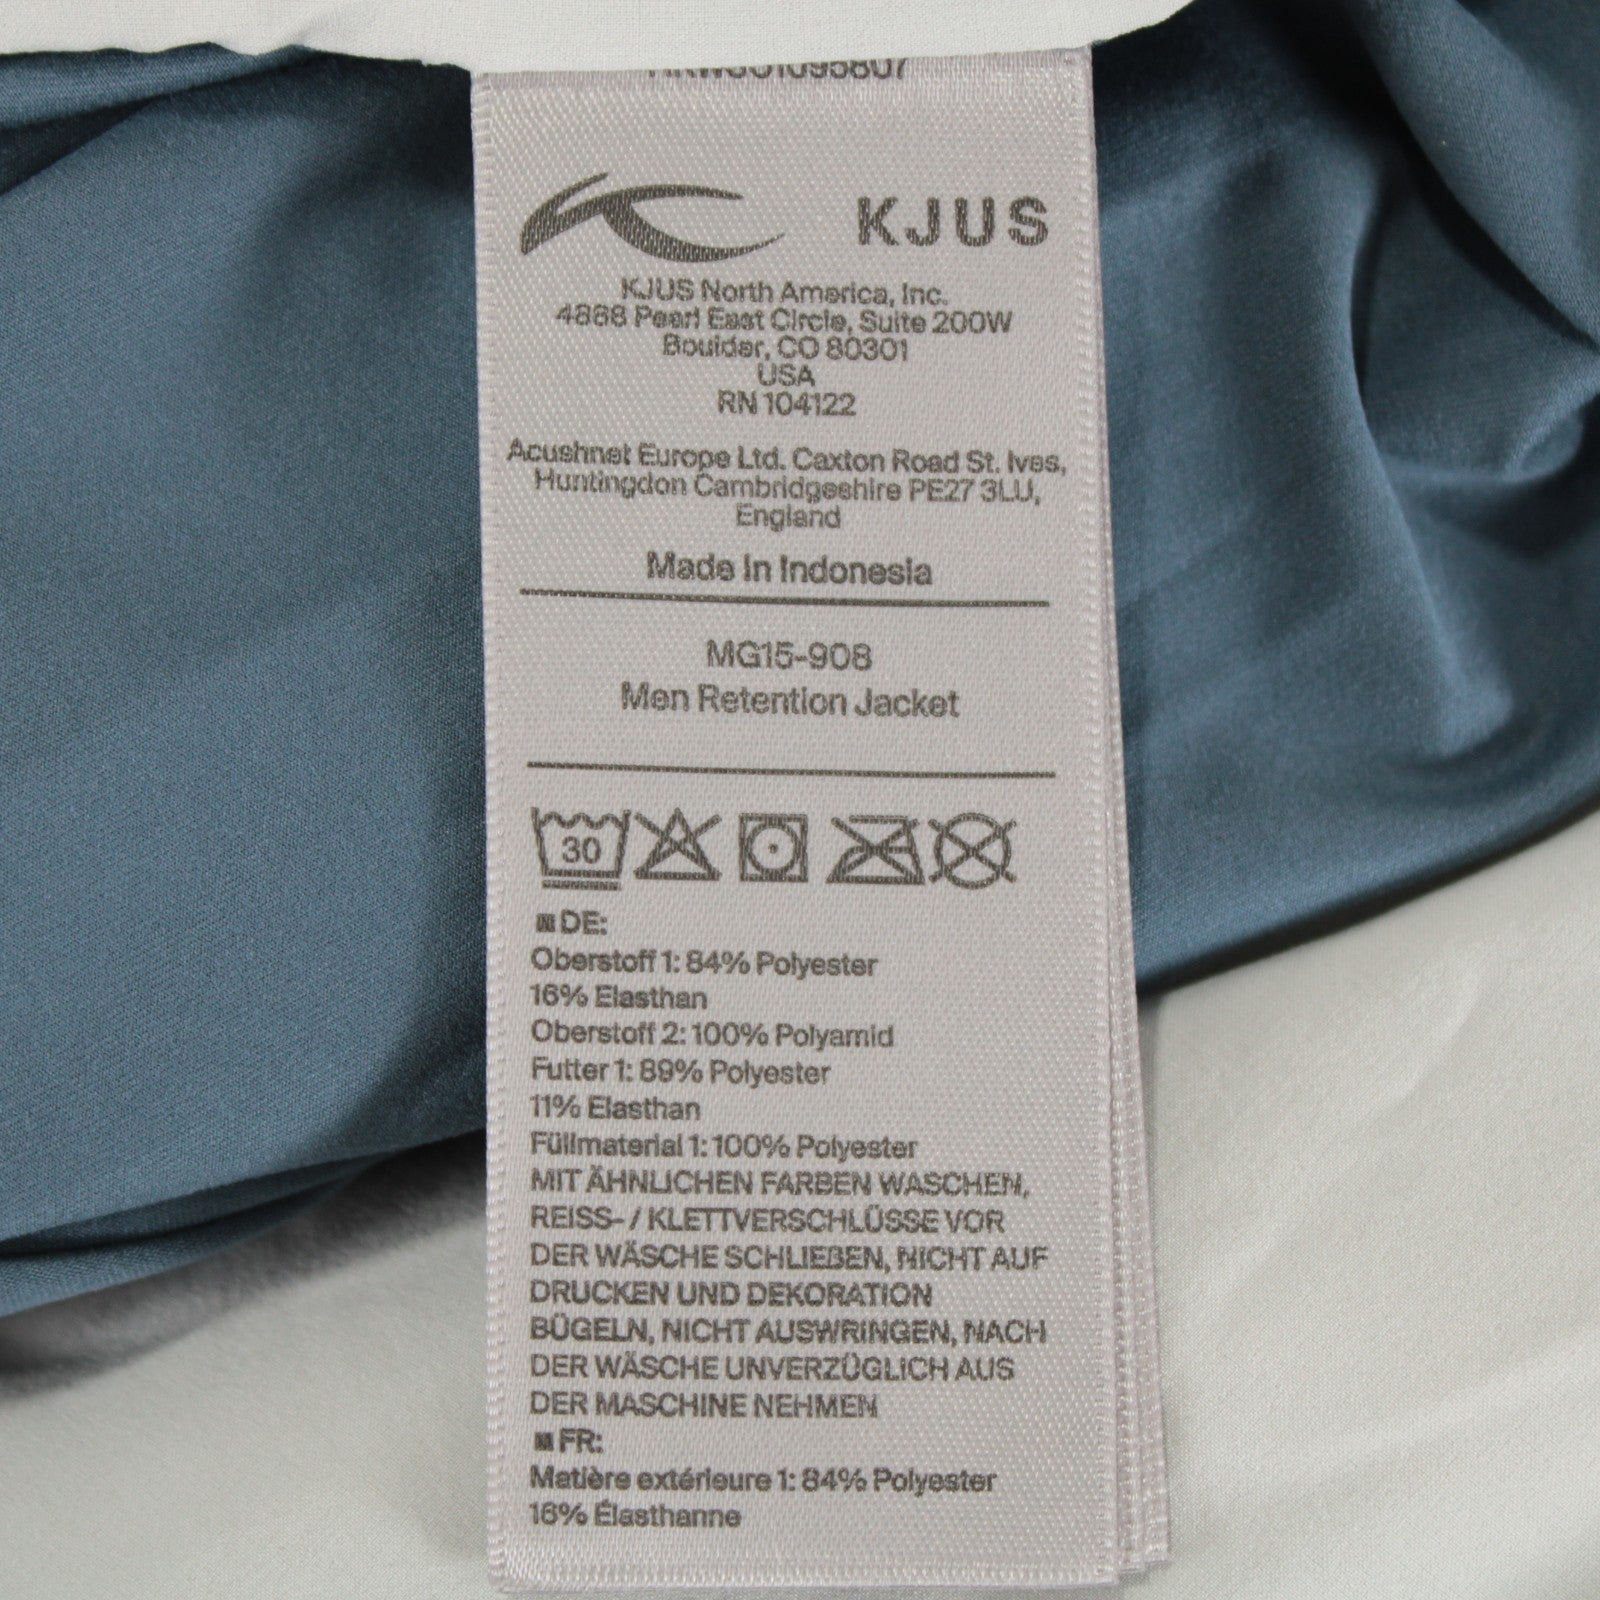 KJUS
KJUS North America, Inc.
4888 Pearl East Circle, Suite 200W
Boulder, CO 80301
USA
RN 104122
Acushnet Europe Ltd. Caxton Road St. Ives,
Huntingdon Cambridgeshire PE27 3LU,
England
Made in Indonesia
MG15-908
Men Retention Jacket
30
DE:
Oberstoff 1: 84% Polyester
16% Elasthan
Oberstoff 2: 100% Polyamid
Futter 1: 89% Polyester
11% Elasthan
Füllmaterial 1: 100% Polyester
MIT ÄHNLICHEN FARBEN WASCHEN,
REISS- / KLETTVERSCHLÜSSE VOR
DER WÄSCHE SCHLIEßEN, NICHT AUF
DRUCKEN UND DEKORATION
BÜGELN, NICHT AUSWRINGEN, NACH
DER WÄSCHE UNVERZÜGLICH AUS
DER MASCHINE NEHMEN
FR:
Matière extérieure 1: 84% Polyester
16% Élasthanne